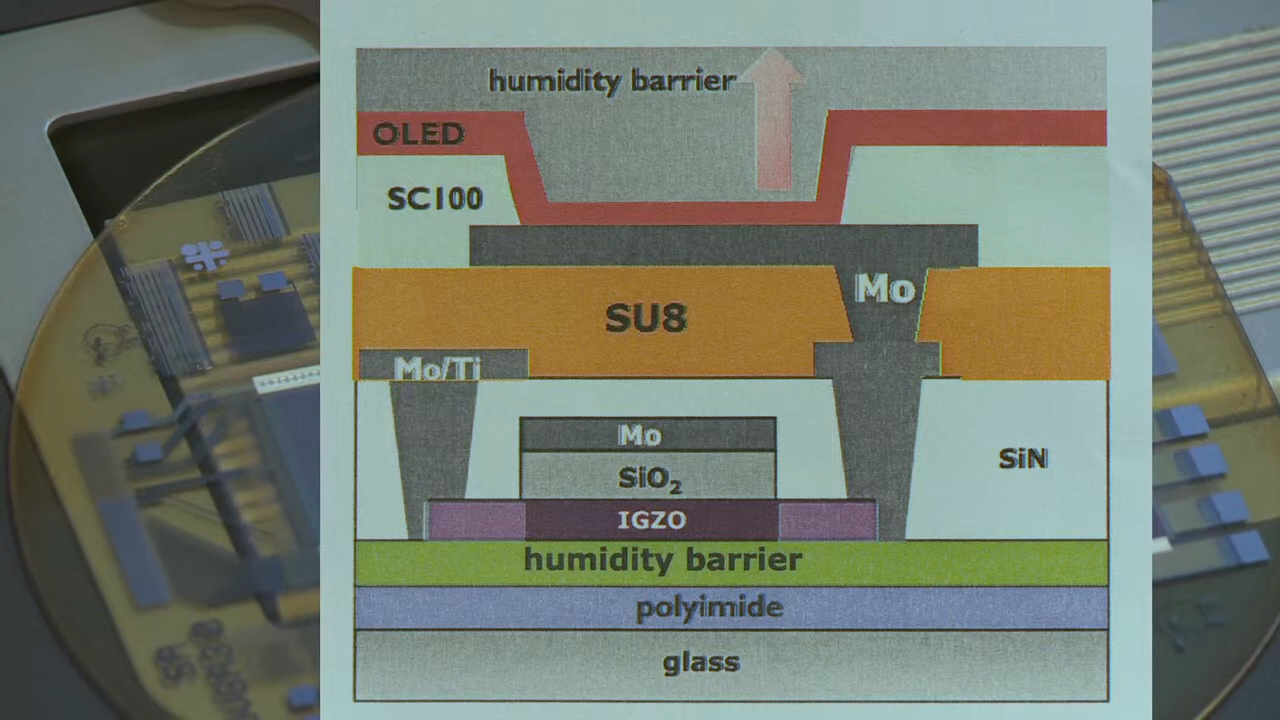 humidity barrier
OLED
SC100
Mo
SU8
Mo/Ti
Mo
SiO₂
SiN
IGZO
humidity barrier
polyimide
glass